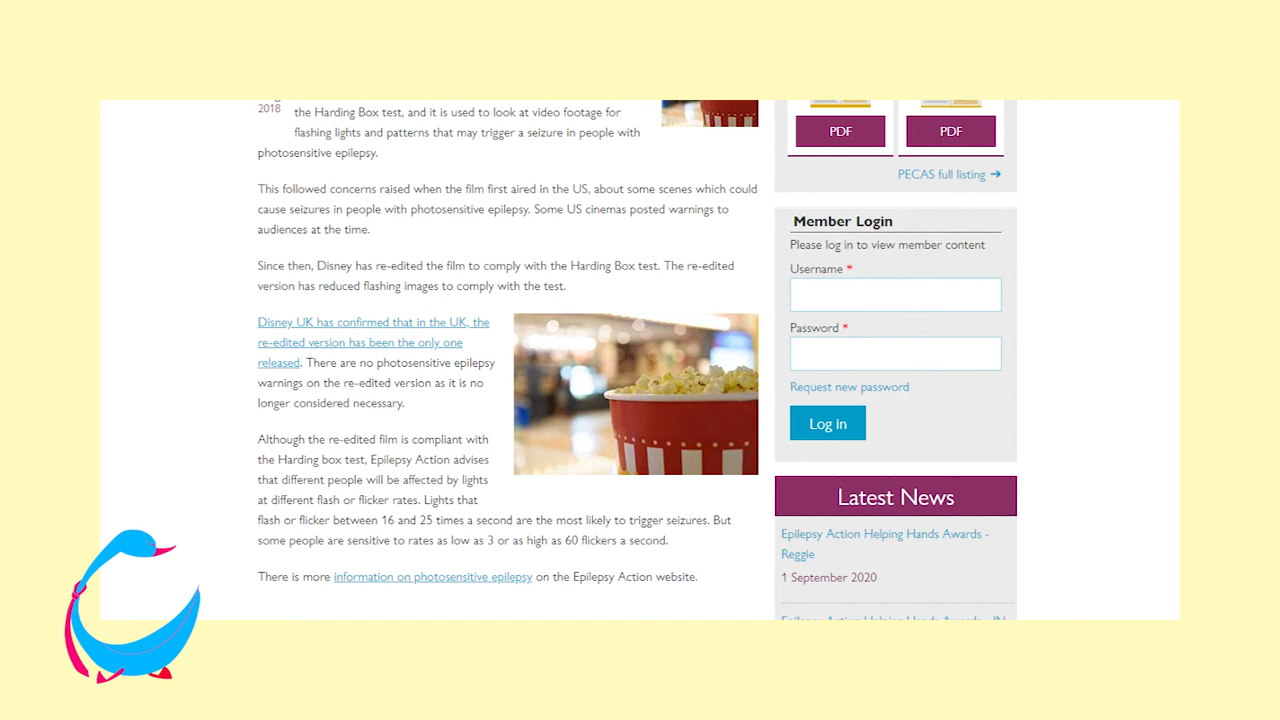 2018
the Harding Box test, and it is used to look at video footage for
flashing lights and patterns that may trigger a seizure in people with
photosensitive epilepsy.
This followed concerns raised when the film first aired in the US, about some scenes which could
cause seizures in people with photosensitive epilepsy. Some US cinemas posted warnings to
audiences at the time.
Since then, Disney has re-edited the film to comply with the Harding Box test. The re-edited
version has reduced flashing images to comply with the test.
Disney UK has confirmed that in the UK, the
re-edited version has been the only one
released. There are no photosensitive epilepsy
warnings on the re-edited version as it is no
longer considered necessary.
Although the re-edited film is compliant with
the Harding box test, Epilepsy Action advises
that different people will be affected by lights
at different flash or flicker rates. Lights that
flash or flicker between 16 and 25 times a second are the most likely to trigger seizures. But
some people are sensitive to rates as low as 3 or as high as 60 flickers a second.
There is more information on photosensitive epilepsy on the Epilepsy Action website.
PDF PDF
PECAS full listing ➔
Member Login
Please log in to view member content
Username *
Password *
Request new password
Log in
Latest News
Epilepsy Action Helping Hands Awards -
Reggie
1 September 2020